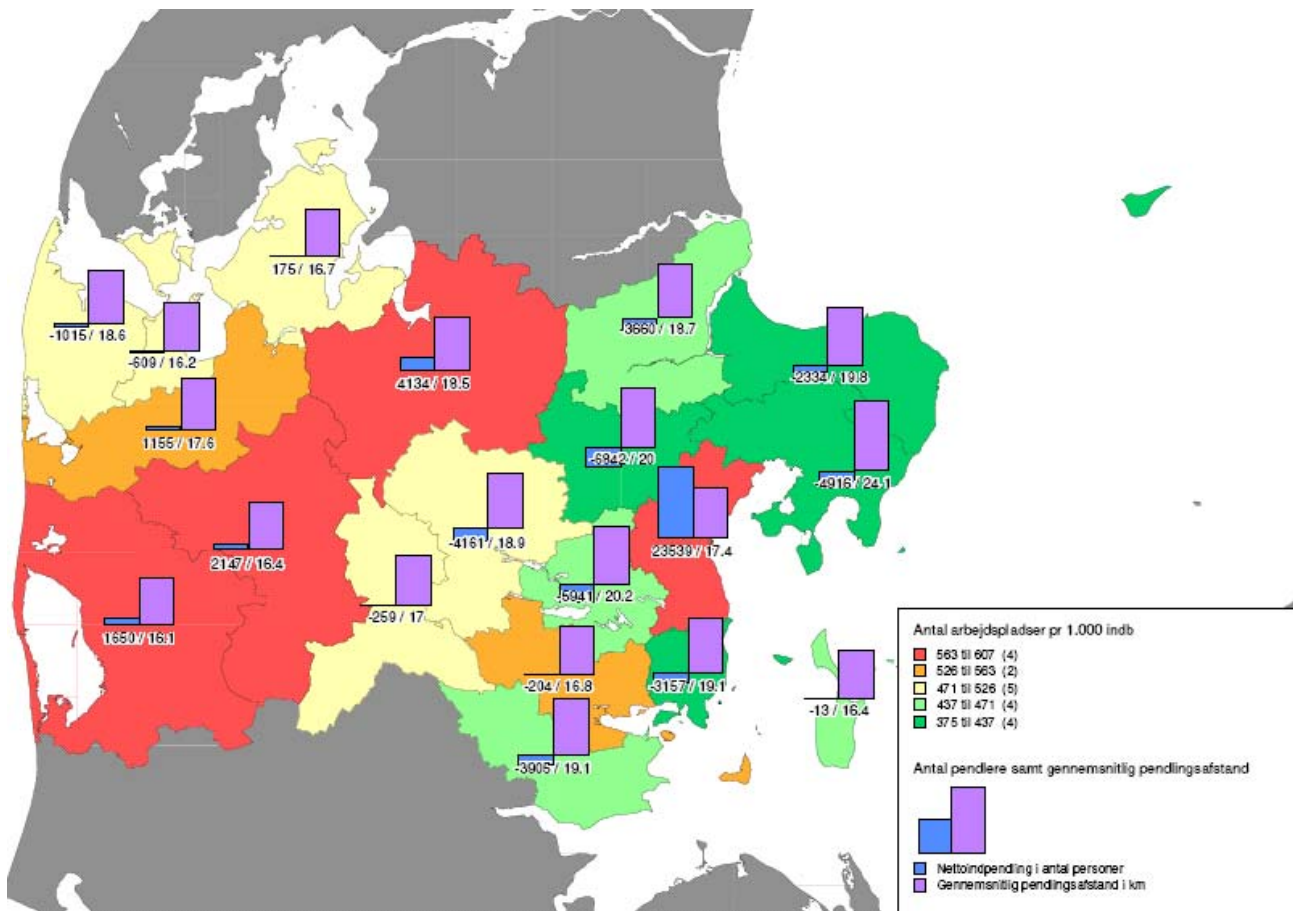 175 / 16.7
-1015 / 18.6
-609 / 16.2
-3660 / 18.7
4134 / 18.5
-2334 / 19.8
1155 / 17.6
-6842 / 20
-4916 / 24.1
-4161 / 18.9
23539 / 17.4
2147 / 16.4
-5941 / 20.2
-259 / 17
1650 / 16.1
-204 / 16.8
-3157 / 19.1
-13 / 16.4
-3905 / 19.1
Antal arbejdspladser pr 1.000 indb
563 til 607 (4)
526 til 563 (2)
471 til 526 (5)
437 til 471 (4)
375 til 437 (4)
Antal pendlere samt gennemsnitlig pendlingsafstand
Nettoindpendling i antal personer
Gennemsnitlig pendlingsafstand i km